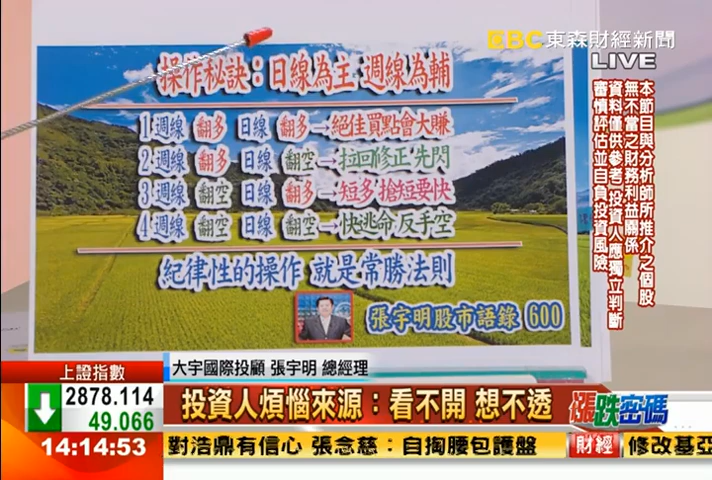 EBC 東森財經新聞
LIVE
操作秘訣:日線為主 週線為輔
1.週線 翻多 日線 翻多→絕佳買點會大賺
2.週線 翻多 日線 翻空→拉回修正 先閃
3.週線 翻空 日線 翻多→短多 搶短要快
4.週線 翻空 日線 翻空→快逃命 反手空
紀律性的操作 就是常勝法則
張宇明股市語錄 600
本節目與分析師所推介之個股
無不當之財務利益關係
資料僅供參考 投資人應獨立判斷
審慎評估並自負投資風險
大宇國際投顧 張宇明 總經理
上證指數
2878.114
49.066
14:14:53
投資人煩惱來源:看不開 想不透
漲跌密碼
對浩鼎有信心 張念慈:自掏腰包護盤
財經
修改基亞